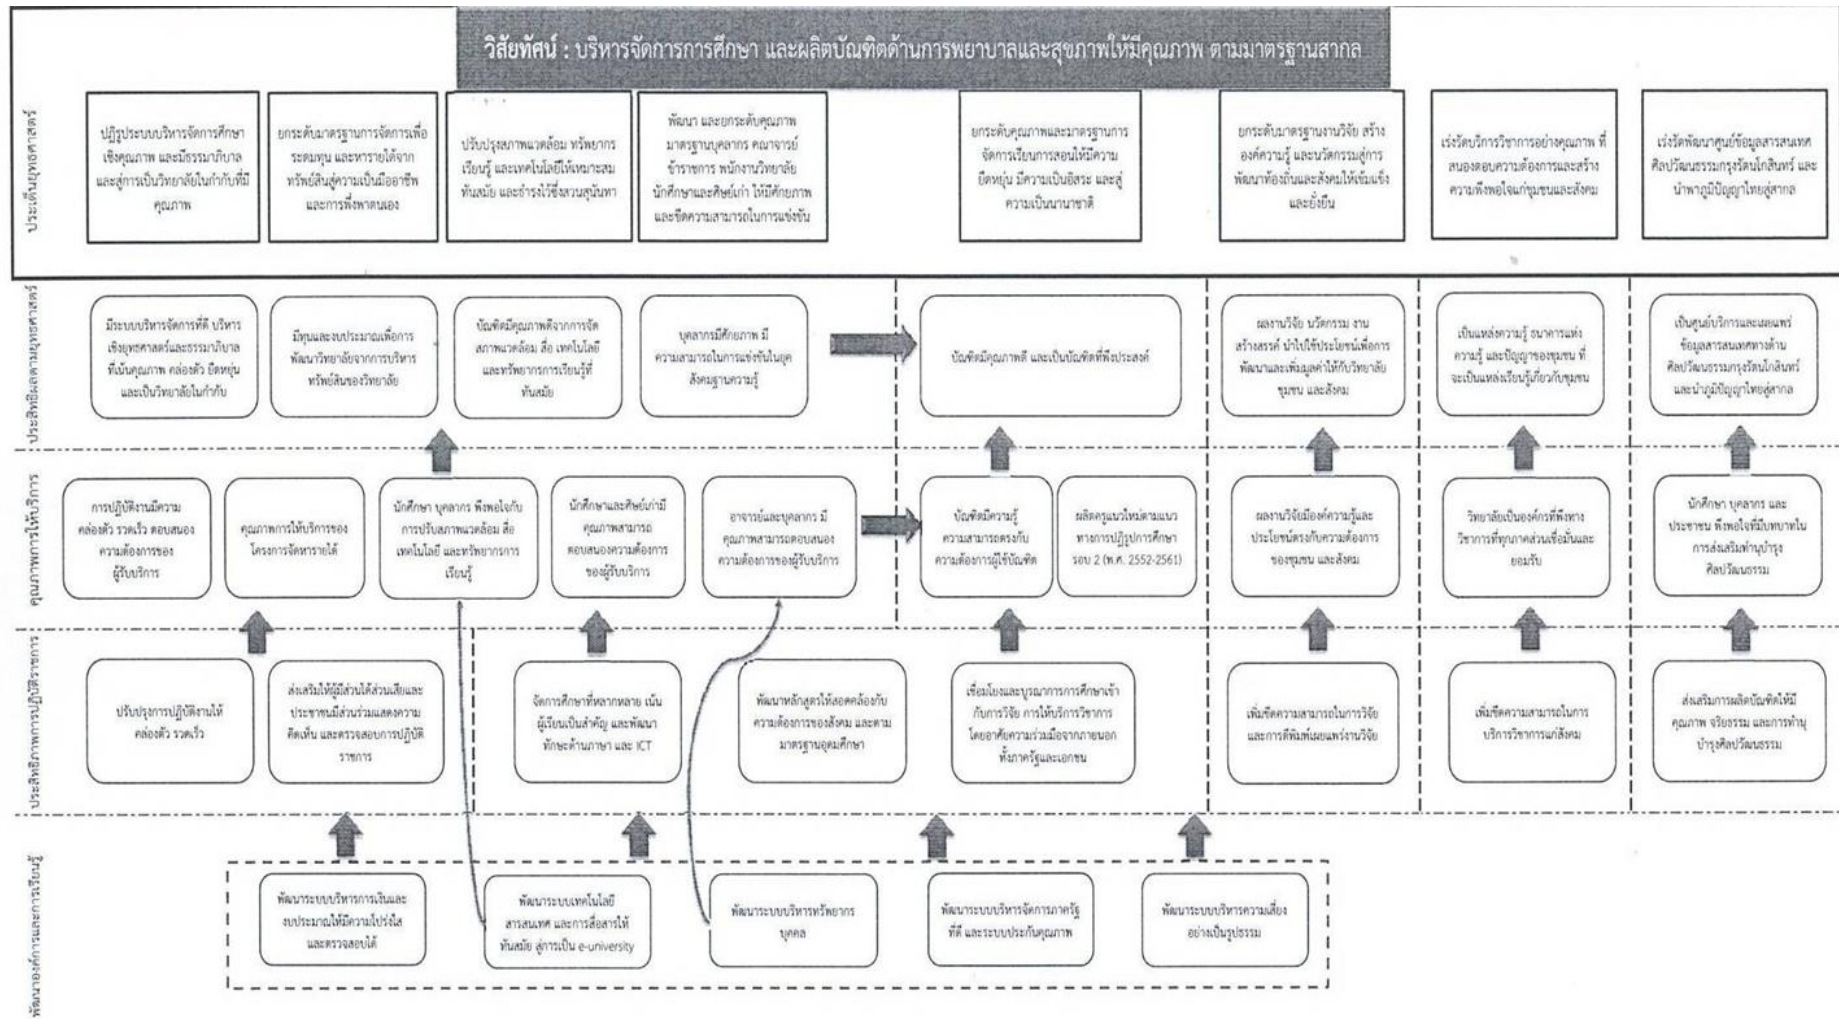 วิสัยทัศน์ : บริหารจัดการการศึกษา และผลิตบัณฑิตด้านการพยาบาลและสุขภาพให้มีคุณภาพ ตามมาตรฐานสากล
ประเด็นยุทธศาสตร์
ปฏิรูประบบบริหารจัดการศึกษา
เชิงคุณภาพ และมีธรรมาภิบาล
และสู่การเป็นวิทยาลัยในกำกับที่มี
คุณภาพ
ยกระดับมาตรฐานการจัดการเพื่อ
ระดมทุน และหารายได้จาก
ทรัพย์สินสู่ความเป็นมืออาชีพ
และการพึ่งพาตนเอง
ปรับปรุงสภาพแวดล้อม ทรัพยากร
เรียนรู้ และเทคโนโลยีให้เหมาะสม
ทันสมัย และธำรงไว้ซึ่งสวนสุนันทา
พัฒนา และยกระดับคุณภาพ
มาตรฐานบุคลากร คณาจารย์
ข้าราชการ พนักงานวิทยาลัย
นักศึกษาและศิษย์เก่า ให้มีศักยภาพ
และขีดความสามารถในการแข่งขัน
ยกระดับคุณภาพและมาตรฐานการ
จัดการเรียนการสอนให้มีความ
ยืดหยุ่น มีความเป็นอิสระ และสู่
ความเป็นนานาชาติ
ยกระดับมาตรฐานงานวิจัย สร้าง
องค์ความรู้ และนวัตกรรมสู่การ
พัฒนาท้องถิ่นและสังคมให้เข้มแข็ง
และยั่งยืน
เร่งรัดบริการวิชาการอย่างคุณภาพ ที่
สนองตอบความต้องการและสร้าง
ความพึงพอใจแก่ชุมชนและสังคม
เร่งรัดพัฒนาศูนย์ข้อมูลสารสนเทศ
ศิลปวัฒนธรรมกรุงรัตนโกสินทร์ และ
นำพาภูมิปัญญาไทยสู่สากล
ประสิทธิผลตามยุทธศาสตร์
มีระบบบริหารจัดการที่ดี บริหาร
เชิงยุทธศาสตร์และธรรมาภิบาล
ที่เน้นคุณภาพ คล่องตัว ยืดหยุ่น
และเป็นวิทยาลัยในกำกับ
มีทุนและงบประมาณเพื่อการ
พัฒนาวิทยาลัยจากการบริหาร
ทรัพย์สินของวิทยาลัย
บัณฑิตมีคุณภาพดีจากการจัด
สภาพแวดล้อม สื่อ เทคโนโลยี
และทรัพยากรการเรียนรู้ที่
ทันสมัย
บุคลากรมีศักยภาพ มี
ความสามารถในการแข่งขันในยุค
สังคมฐานความรู้
บัณฑิตมีคุณภาพดี และเป็นบัณฑิตที่พึงประสงค์
ผลงานวิจัย นวัตกรรม งาน
สร้างสรรค์ นำไปใช้ประโยชน์เพื่อการ
พัฒนาและเพิ่มมูลค่าให้กับวิทยาลัย
ชุมชน และสังคม
เป็นแหล่งความรู้ ธนาคารแห่ง
ความรู้ และปัญญาของชุมชน ที่
จะเป็นแหล่งเรียนรู้เกี่ยวกับชุมชน
เป็นศูนย์บริการและเผยแพร่
ข้อมูลสารสนเทศทางด้าน
ศิลปวัฒนธรรมกรุงรัตนโกสินทร์
และนำภูมิปัญญาไทยสู่สากล
คุณภาพการให้บริการ
การปฏิบัติงานมีความ
คล่องตัว รวดเร็ว ตอบสนอง
ความต้องการของ
ผู้รับบริการ
คุณภาพการให้บริการของ
โครงการจัดหารายได้
นักศึกษา บุคลากร พึงพอใจกับ
การปรับสภาพแวดล้อม สื่อ
เทคโนโลยี และทรัพยากรการ
เรียนรู้
นักศึกษาและศิษย์เก่ามี
คุณภาพสามารถ
ตอบสนองความต้องการ
ของผู้รับบริการ
อาจารย์และบุคลากร มี
คุณภาพสามารถตอบสนอง
ความต้องการของผู้รับบริการ
บัณฑิตมีความรู้
ความสามารถตรงกับ
ความต้องการผู้ใช้บัณฑิต
ผลิตครูแนวใหม่ตามแนว
ทางการปฏิรูปการศึกษา
รอบ 2 (พ.ศ. 2552-2561)
ผลงานวิจัยมีองค์ความรู้และ
ประโยชน์ตรงกับความต้องการ
ของชุมชน และสังคม
วิทยาลัยเป็นองค์กรที่พึ่งทาง
วิชาการที่ทุกภาคส่วนเชื่อมั่นและ
ยอมรับ
นักศึกษา บุคลากร และ
ประชาชน พึงพอใจที่มีบทบาทใน
การส่งเสริมทำนุบำรุง
ศิลปวัฒนธรรม
ประสิทธิภาพการปฏิบัติราชการ
ปรับปรุงการปฏิบัติงานให้
คล่องตัว รวดเร็ว
ส่งเสริมให้ผู้มีส่วนได้ส่วนเสียและ
ประชาชนมีส่วนร่วมแสดงความ
คิดเห็น และตรวจสอบการปฏิบัติ
ราชการ
จัดการศึกษาที่หลากหลาย เน้น
ผู้เรียนเป็นสำคัญ และพัฒนา
ทักษะด้านภาษา และ ICT
พัฒนาหลักสูตรให้สอดคล้องกับ
ความต้องการของสังคม และตาม
มาตรฐานอุดมศึกษา
เชื่อมโยงและบูรณาการการศึกษาเข้า
กับการวิจัย การให้บริการวิชาการ
โดยอาศัยความร่วมมือจากภายนอก
ทั้งภาครัฐและเอกชน
เพิ่มขีดความสามารถในการวิจัย
และการตีพิมพ์เผยแพร่งานวิจัย
เพิ่มขีดความสามารถในการ
บริการวิชาการแก่สังคม
ส่งเสริมการผลิตบัณฑิตให้มี
คุณภาพ จริยธรรม และการทำนุ
บำรุงศิลปวัฒนธรรม
พัฒนาองค์การและการเรียนรู้
พัฒนาระบบบริหารการเงินและ
งบประมาณให้มีความโปร่งใส
และตรวจสอบได้
พัฒนาระบบเทคโนโลยี
สารสนเทศ และการสื่อสารให้
ทันสมัย สู่การเป็น e-university
พัฒนาระบบบริหารทรัพยากร
บุคคล
พัฒนาระบบบริหารจัดการภาครัฐ
ที่ดี และระบบประกันคุณภาพ
พัฒนาระบบบริหารความเสี่ยง
อย่างเป็นรูปธรรม